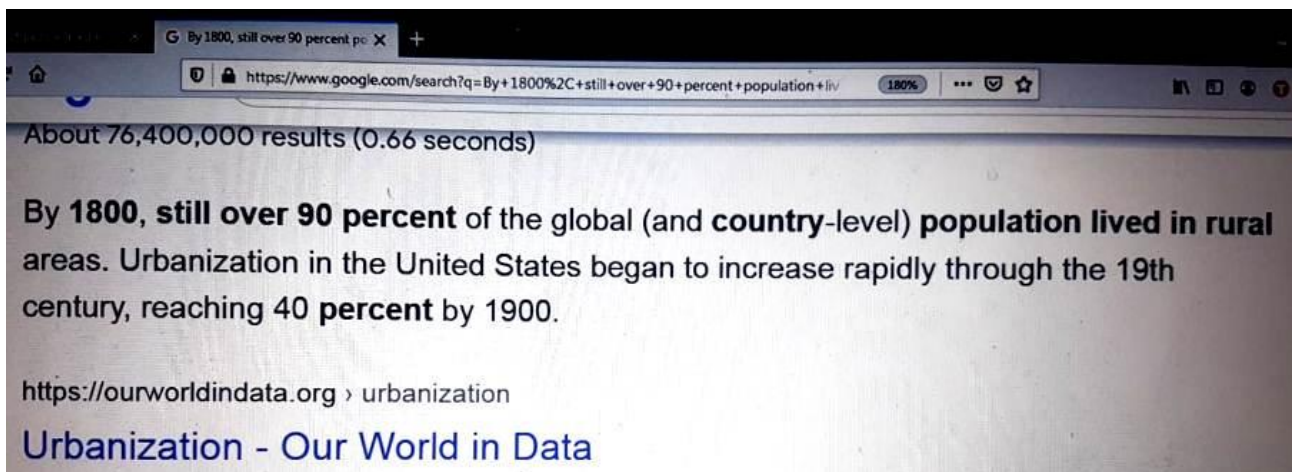 By 1800, still over 90 percent po
https://www.google.com/search?q=By+1800%2C+still+over+90+percent+population+liv 180%
About 76,400,000 results (0.66 seconds)
By 1800, still over 90 percent of the global (and country-level) population lived in rural
areas. Urbanization in the United States began to increase rapidly through the 19th
century, reaching 40 percent by 1900.
https://ourworldindata.org › urbanization
Urbanization - Our World in Data